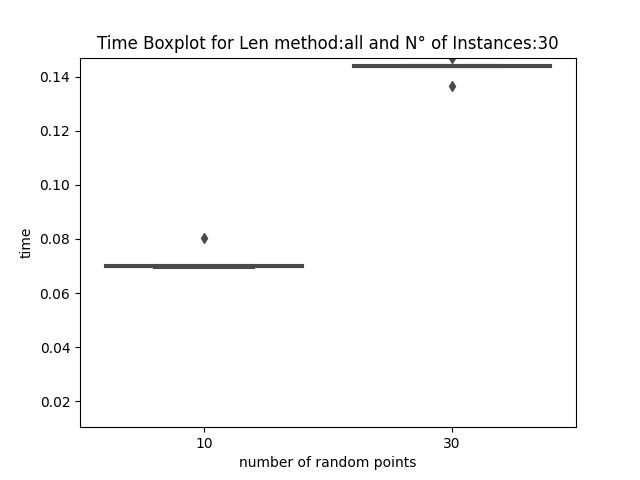 Time Boxplot for Len method:all and N° of Instances:30
0.14
0.12
0.10
0.08
0.06
0.04
0.02
time
10 30
number of random points